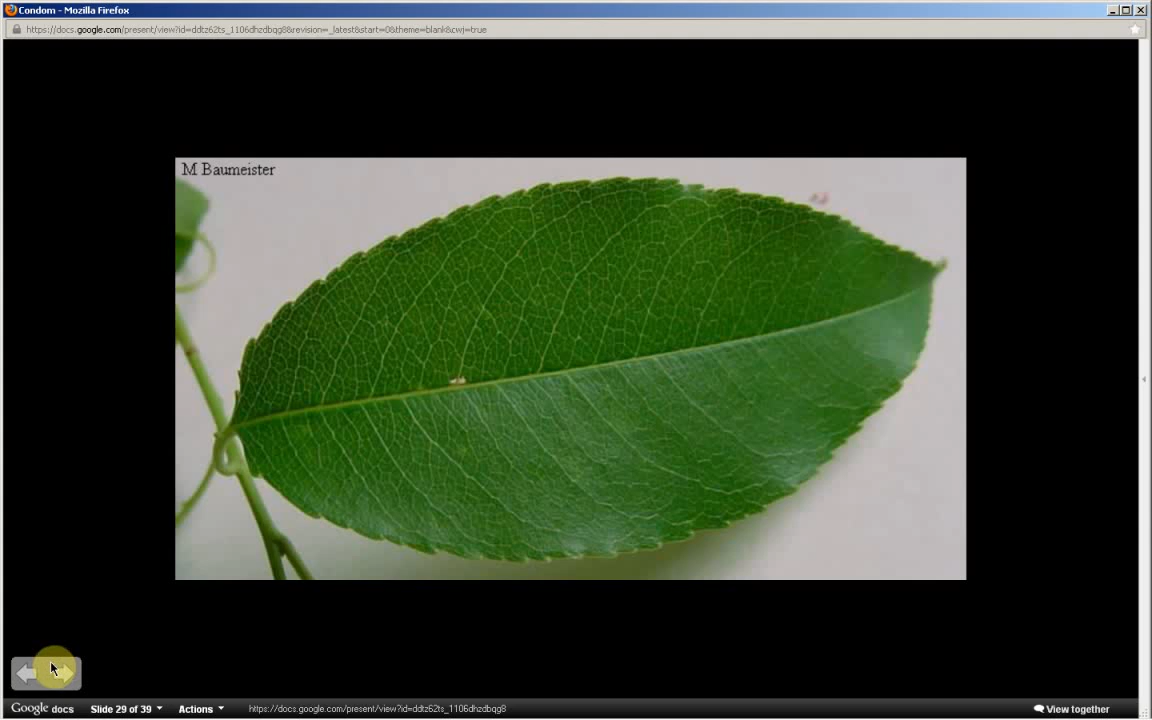 Condom - Mozilla Firefox
https://docs.google.com/present/view?id=ddtz62ts_1106dhzdbqg8&revision=_latest&start=0&theme=blank&cwj=true
M Baumeister
Google docs
Slide 29 of 39
Actions
https://docs.google.com/present/view?id=ddtz62ts_1106dhzdbqg8
View together